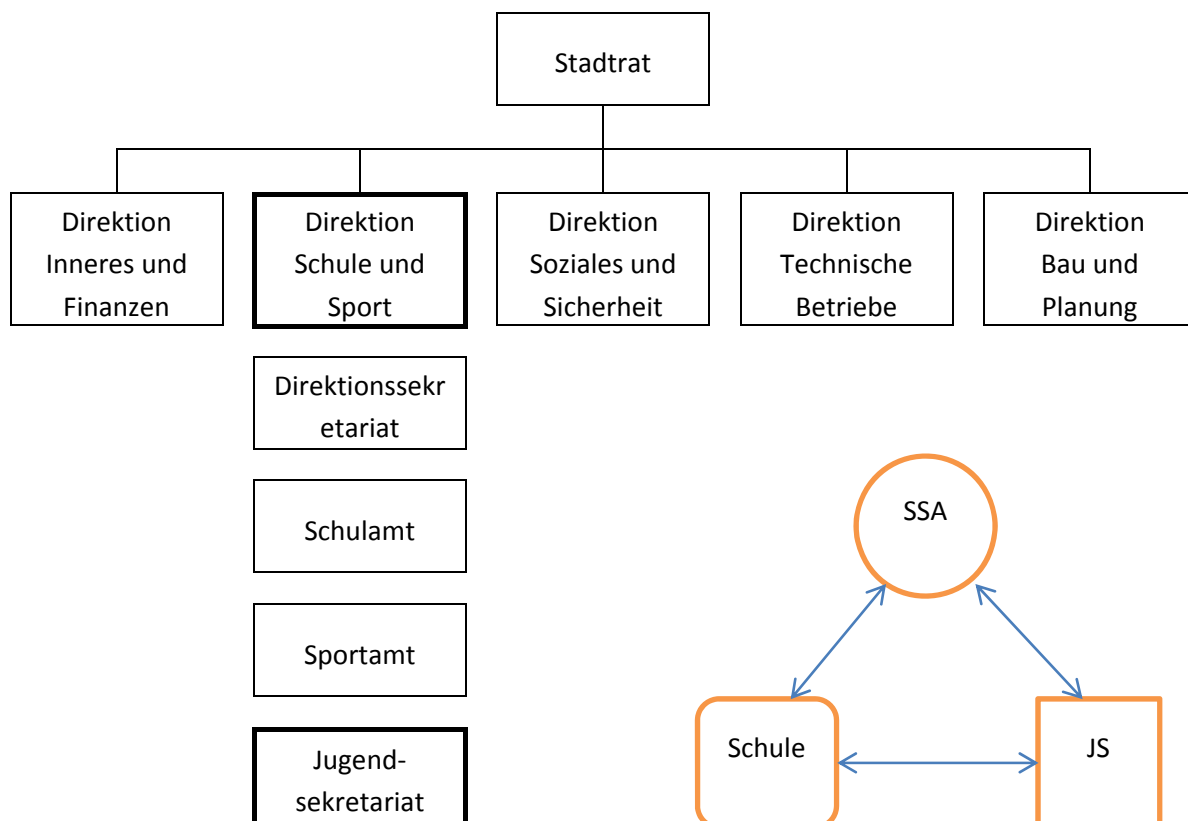 Stadtrat
Direktion
Inneres und
Finanzen
Direktion
Schule und
Sport
Direktion
Soziales und
Sicherheit
Direktion
Technische
Betriebe
Direktion
Bau und
Planung
Direktionssekr
etariat
Schulamt
Sportamt
Jugend-
sekretariat
SSA
Schule
JS